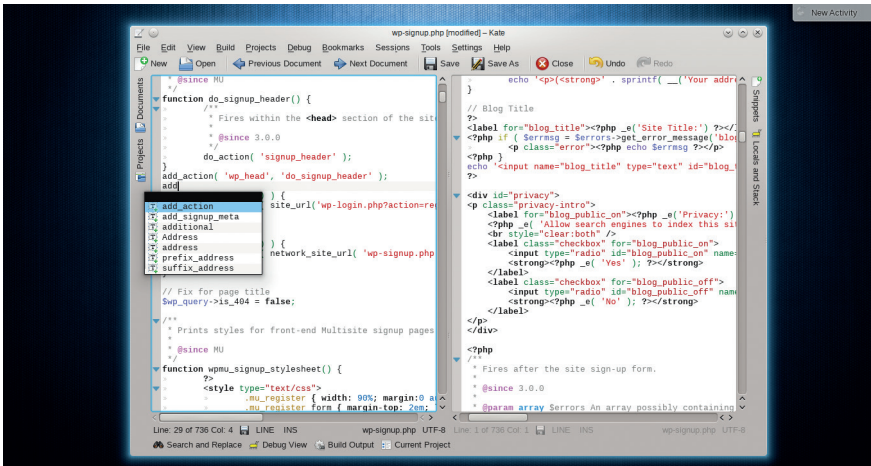 New Activity
wp-signup.php [modified] – Kate
File Edit View Build Projects Debug Bookmarks Sessions Tools Settings Help
New Open Previous Document Next Document Save Save As Close Undo Redo
Documents
Projects
* @since MU
*/
function do_signup_header() {
/**
* Fires within the <head> section of the sit
*
* @since 3.0.0
*/
do_action( 'signup_header' );
}
add_action( 'wp_head', 'do_signup_header' );
add
) {
site_url('wp-login.php?action=re
) {
network_site_url( 'wp-signup.php
add_action
add_signup_meta
additional
Address
address
prefix_address
suffix_address
}
// Fix for page title
$wp_query->is_404 = false;
/**
* Prints styles for front-end Multisite signup pages
*
* @since MU
*/
function wpmu_signup_stylesheet() {
?>
<style type="text/css">
.mu_register { width: 90%; margin:0 a
.mu_register form { margin-top: 2em;
echo '<p>(<strong>' . sprintf( __('Your addr
}
// Blog Title
?>
<label for="blog_title"><?php _e('Site Title:') ?></
<?php if ( $errmsg = $errors->get_error_message('blog
<p class="error"><?php echo $errmsg ?></p>
<?php }
echo '<input name="blog_title" type="text" id="blog_t
?>
<div id="privacy">
<p class="privacy-intro">
<label for="blog_public_on"><?php _e('Privacy:')
<?php _e( 'Allow search engines to index this sit
<br style="clear:both" />
<label class="checkbox" for="blog_public_on">
<input type="radio" id="blog_public_on" name=
<strong><?php _e( 'Yes' ); ?></strong>
</label>
<label class="checkbox" for="blog_public_off">
<input type="radio" id="blog_public_off" name
<strong><?php _e( 'No' ); ?></strong>
</label>
</p>
</div>
<?php
/**
* Fires after the site sign-up form.
*
* @since 3.0.0
*
* @param array $errors An array possibly containing
Snippets
Locals and Stack
Line: 29 of 736 Col: 4 LINE INS wp-signup.php UTF-8
Line: 1 of 736 Col: 1 LINE INS wp-signup.php UTF-8
Search and Replace Debug View Build Output Current Project